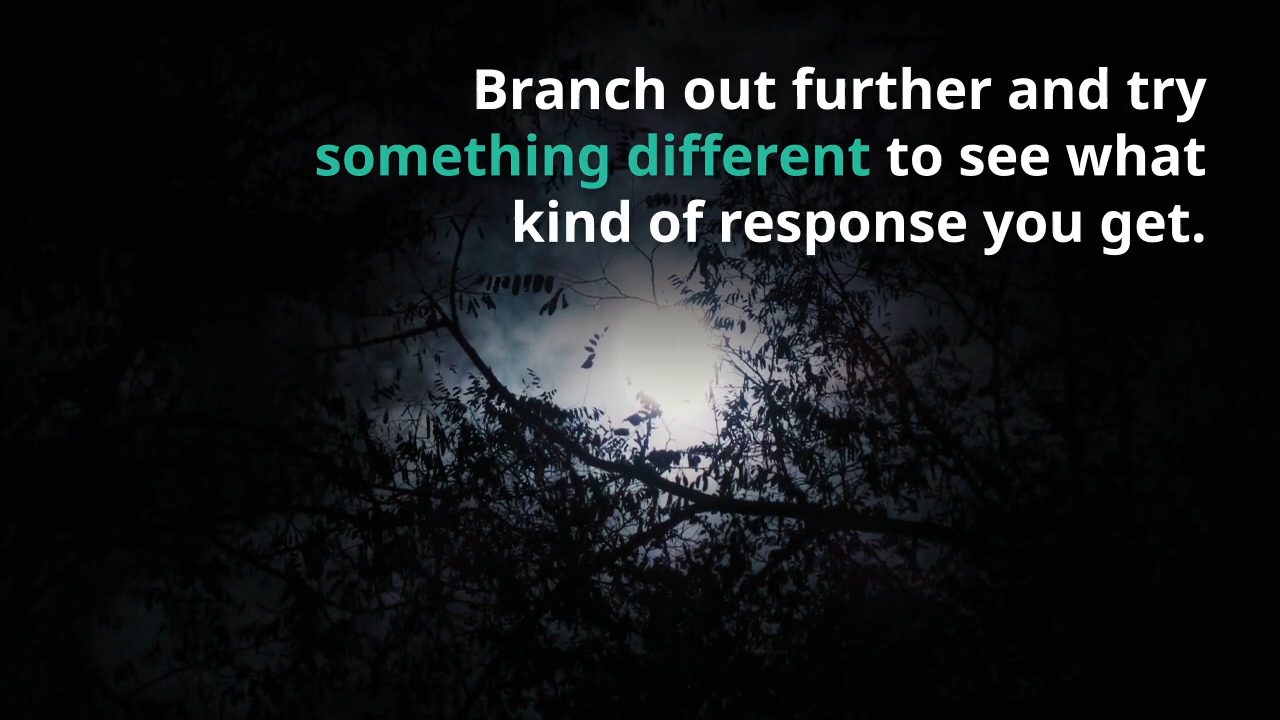 Branch out further and try
something different to see what
kind of response you get.